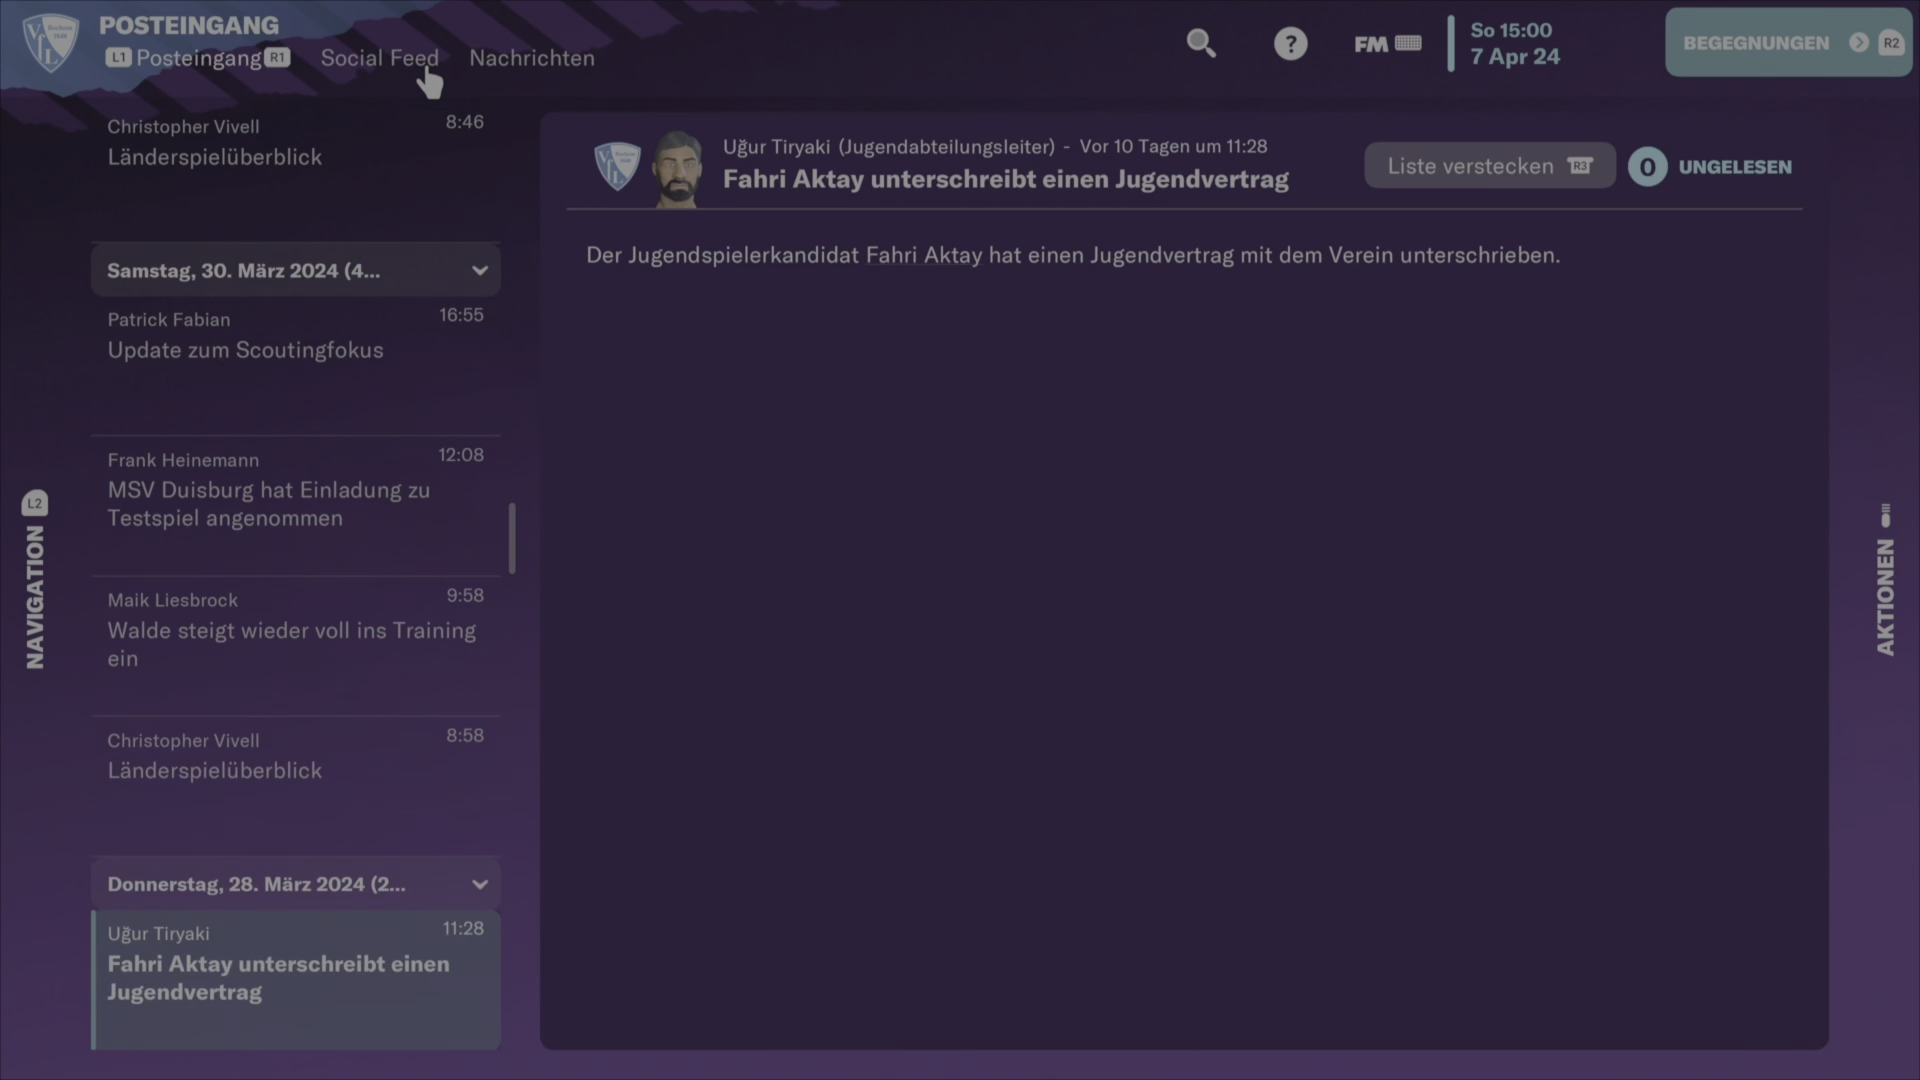 POSTEINGANG
L1 Posteingang R1 Social Feed Nachrichten
FM
So 15:00
7 Apr 24
BEGEGNUNGEN R2
Christopher Vivell 8:46
Länderspielüberblick
Samstag, 30. März 2024 (4...
Patrick Fabian 16:55
Update zum Scoutingfokus
Frank Heinemann 12:08
MSV Duisburg hat Einladung zu
Testspiel angenommen
Maik Liesbrock 9:58
Walde steigt wieder voll ins Training
ein
Christopher Vivell 8:58
Länderspielüberblick
Donnerstag, 28. März 2024 (2...
Uğur Tiryaki 11:28
Fahri Aktay unterschreibt einen
Jugendvertrag
Uğur Tiryaki (Jugendabteilungsleiter) - Vor 10 Tagen um 11:28
Fahri Aktay unterschreibt einen Jugendvertrag
Liste verstecken R3
0 UNGELESEN
Der Jugendspielerkandidat Fahri Aktay hat einen Jugendvertrag mit dem Verein unterschrieben.
NAVIGATION L2
AKTIONEN
VfL